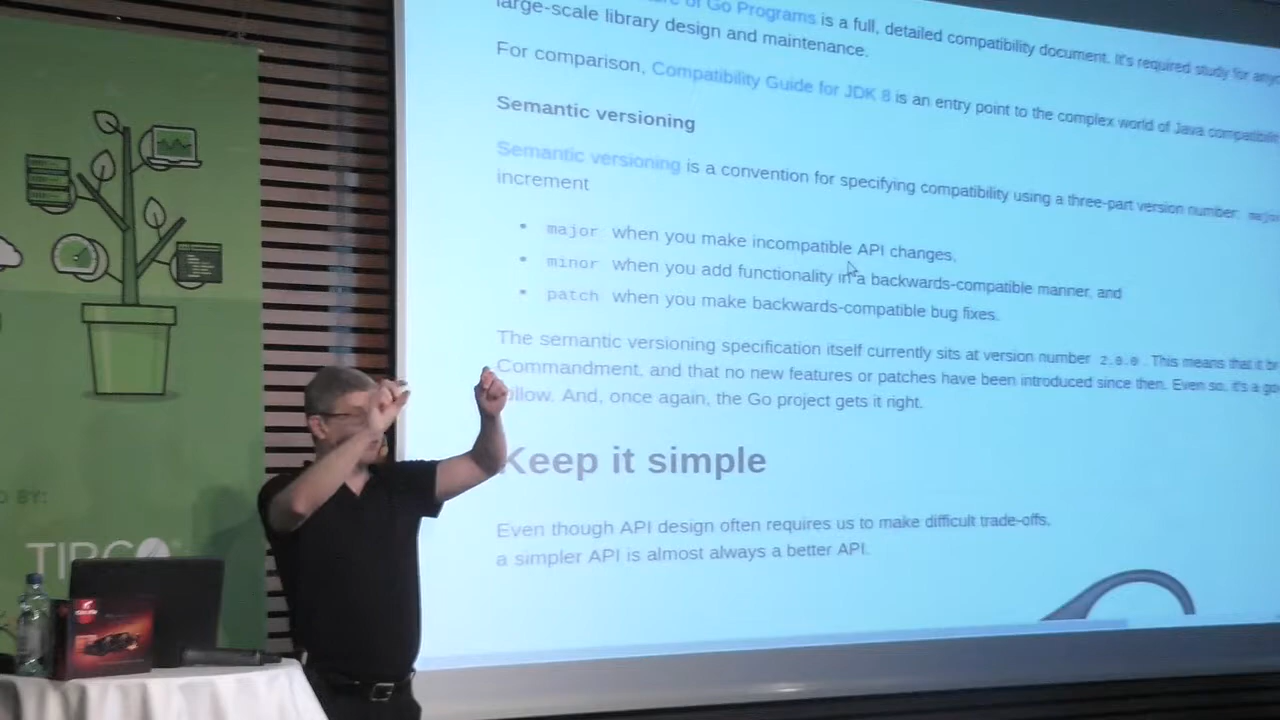 of Go Programs is a full, detailed compatibility document. It's required study for
large-scale library design and maintenance.
For comparison, Compatibility Guide for JDK 8 is an entry point to the complex world of Java
Semantic versioning
Semantic versioning is a convention for specifying compatibility using a three-part version number:
increment
• major when you make incompatible API changes,
• minor when you add functionality in a backwards-compatible manner, and
• patch when you make backwards-compatible bug fixes.
The semantic versioning specification itself currently sits at version number 2.0.0. This means that it
Commandment, and that no new features or patches have been introduced since then. Even so, it's a
And, once again, the Go project gets it right.
Keep it simple
Even though API design often requires us to make difficult trade-offs,
a simpler API is almost always a better API.
BY: